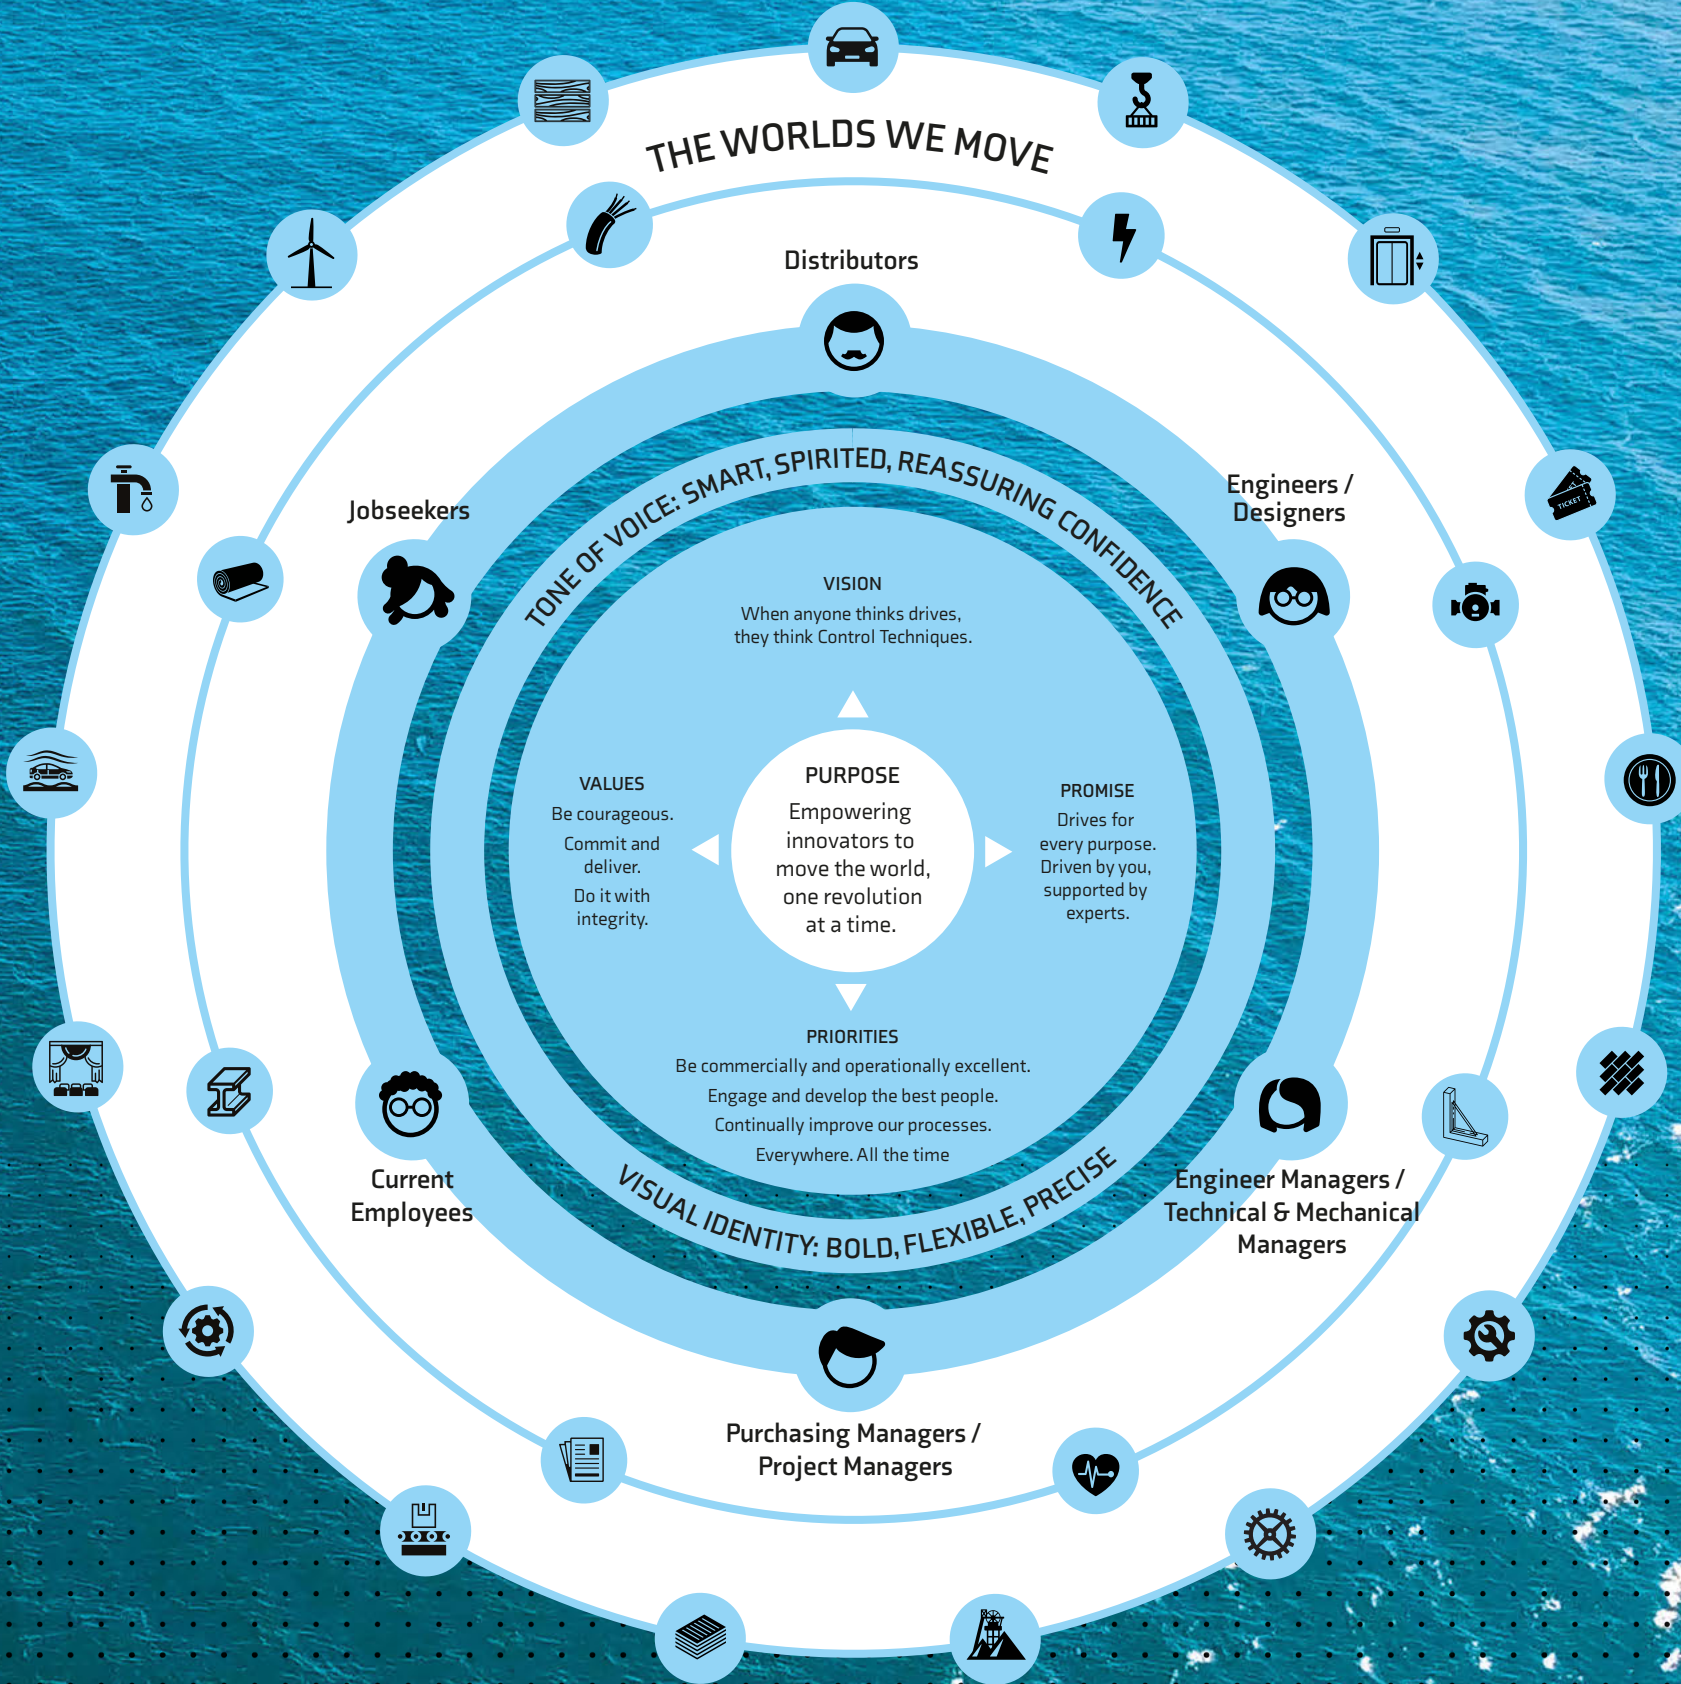 THE WORLDS WE MOVE
Distributors
Jobseekers
Engineers /
Designers
TICKET
TONE OF VOICE: SMART, SPIRITED, REASSURING CONFIDENCE
VISION
When anyone thinks drives,
they think Control Techniques.
VALUES
Be courageous.
Commit and
deliver.
Do it with
integrity.
PURPOSE
Empowering
innovators to
move the world,
one revolution
at a time.
PROMISE
Drives for
every purpose.
Driven by you,
supported by
experts.
PRIORITIES
Be commercially and operationally excellent.
Engage and develop the best people.
Continually improve our processes.
Everywhere. All the time
VISUAL IDENTITY: BOLD, FLEXIBLE, PRECISE
Current
Employees
Engineer Managers /
Technical & Mechanical
Managers
Purchasing Managers /
Project Managers